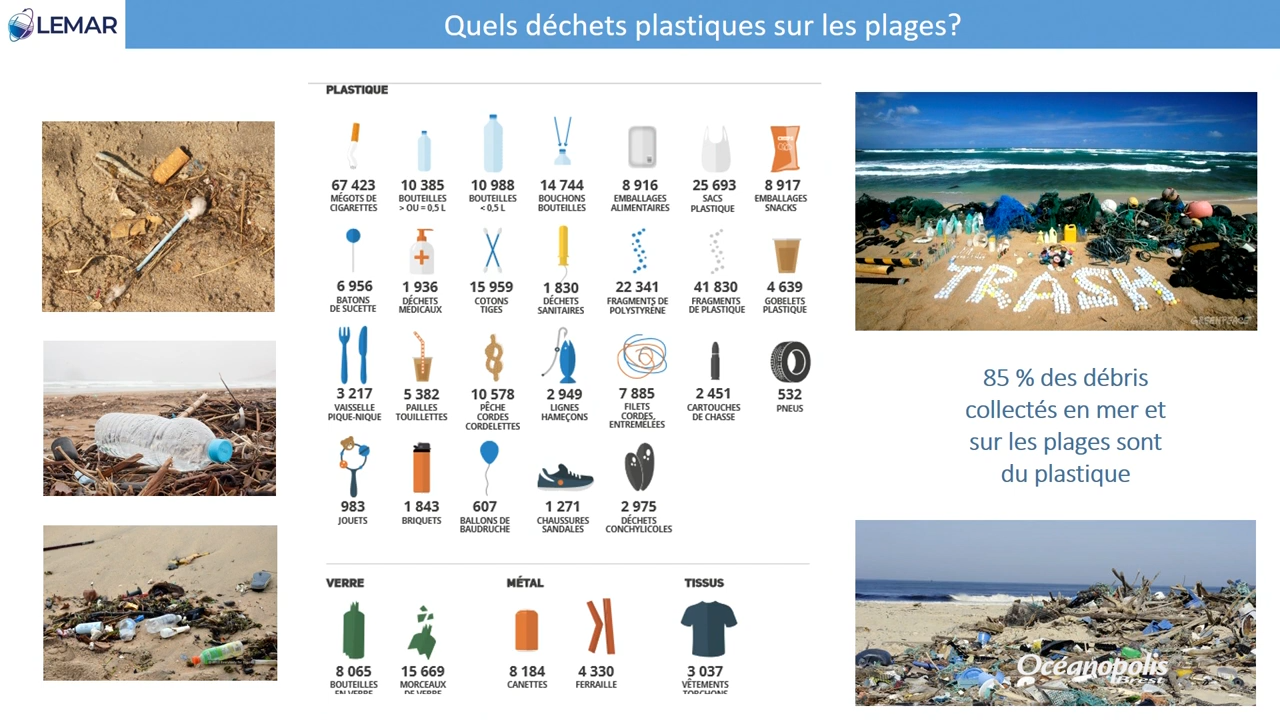 LEMAR
Quels déchets plastiques sur les plages?
PLASTIQUE
67 423
MÉGOTS DE
CIGARETTES
10 385
BOUTEILLES
> OU = 0,5 L
10 988
BOUTEILLES
< 0,5 L
14 744
BOUCHONS
BOUTEILLES
8 916
EMBALLAGES
ALIMENTAIRES
25 693
SACS
PLASTIQUE
8 917
EMBALLAGES
SNACKS
6 956
BATONS
DE SUCETTE
1 936
DÉCHETS
MÉDICAUX
15 959
COTONS
TIGES
1 830
DÉCHETS
SANITAIRES
22 341
FRAGMENTS DE
POLYSTYRÈNE
41 830
FRAGMENTS
DE PLASTIQUE
4 639
GOBELETS
PLASTIQUE
3 217
VAISSELLE
PIQUE-NIQUE
5 382
PAILLES
TOUILLETTES
10 578
PÊCHE
CORDES
CORDELETTES
2 949
LIGNES
HAMEÇONS
7 885
FILETS
CORDES,
ENTREMÊLÉES
2 451
CARTOUCHES
DE CHASSE
532
PNEUS
983
JOUETS
1 843
BRIQUETS
607
BALLONS DE
BAUDRUCHE
1 271
CHAUSSURES
SANDALES
2 975
DÉCHETS
CONCHYLICOLES
VERRE
8 065
BOUTEILLES
EN VERRE
15 669
MORCEAUX
DE VERRE
MÉTAL
8 184
CANETTES
4 330
FERRAILLE
TISSUS
3 037
VÊTEMENTS
TORCHONS
TRASH
GREENPEACE
85 % des débris
collectés en mer et
sur les plages sont
du plastique
Océanopolis
Brest